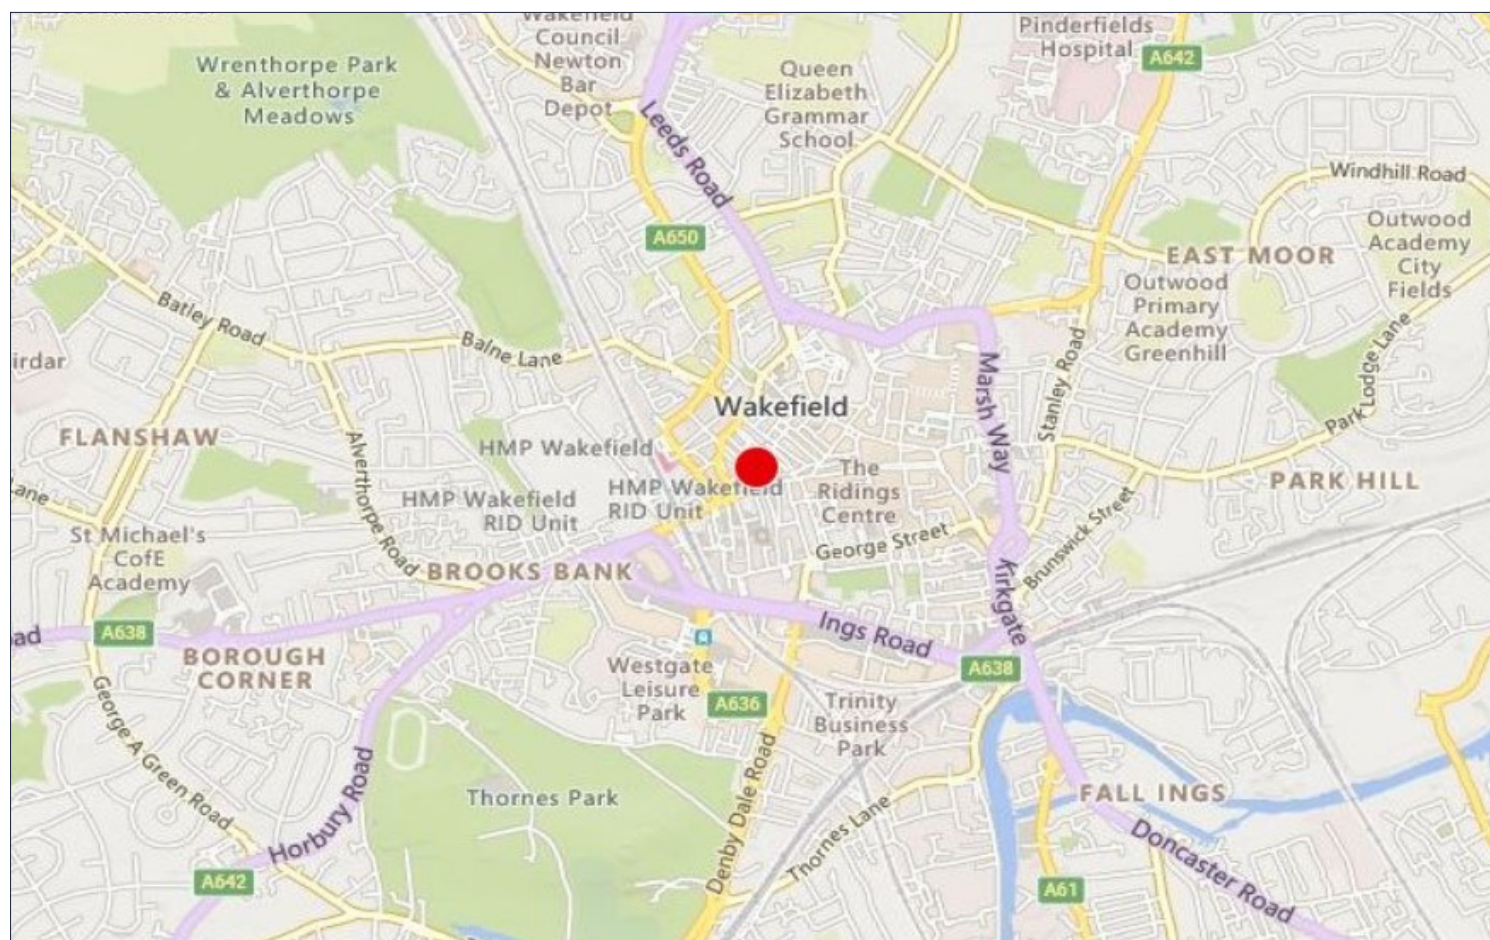 Wakefield
Council
Newton
Bar
Depot
Pinderfields
Hospital
A642
Wrenthorpe Park
& Alverthorpe
Meadows
Queen
Elizabeth
Grammar
School
Leeds Road
Windhill Road
A650
Outwood
Academy
City
Fields
EAST MOOR
Outwood
Primary
Academy
Greenhill
Batley Road
Balne Lane
irdar
Marsh Way
Stanley Road
Park Lodge Lane
Wakefield
FLANSHAW
HMP Wakefield
Alverthorpe Road
The
Ridings
Centre
PARK HILL
Lane
HMP Wakefield
RID Unit
HMP Wakefield
RID Unit
St Michael's
CofE
Academy
George Street
Brunswick Street
BROOKS BANK
Kirkgate
ad
A638
Ings Road
BOROUGH
CORNER
A638
Westgate
Leisure
Park
A636
Trinity
Business
Park
George A Green Road
Horbury Road
Thornes Park
Denby Dale Road
Thornes Lane
FALL INGS
Doncaster Road
A642
A61